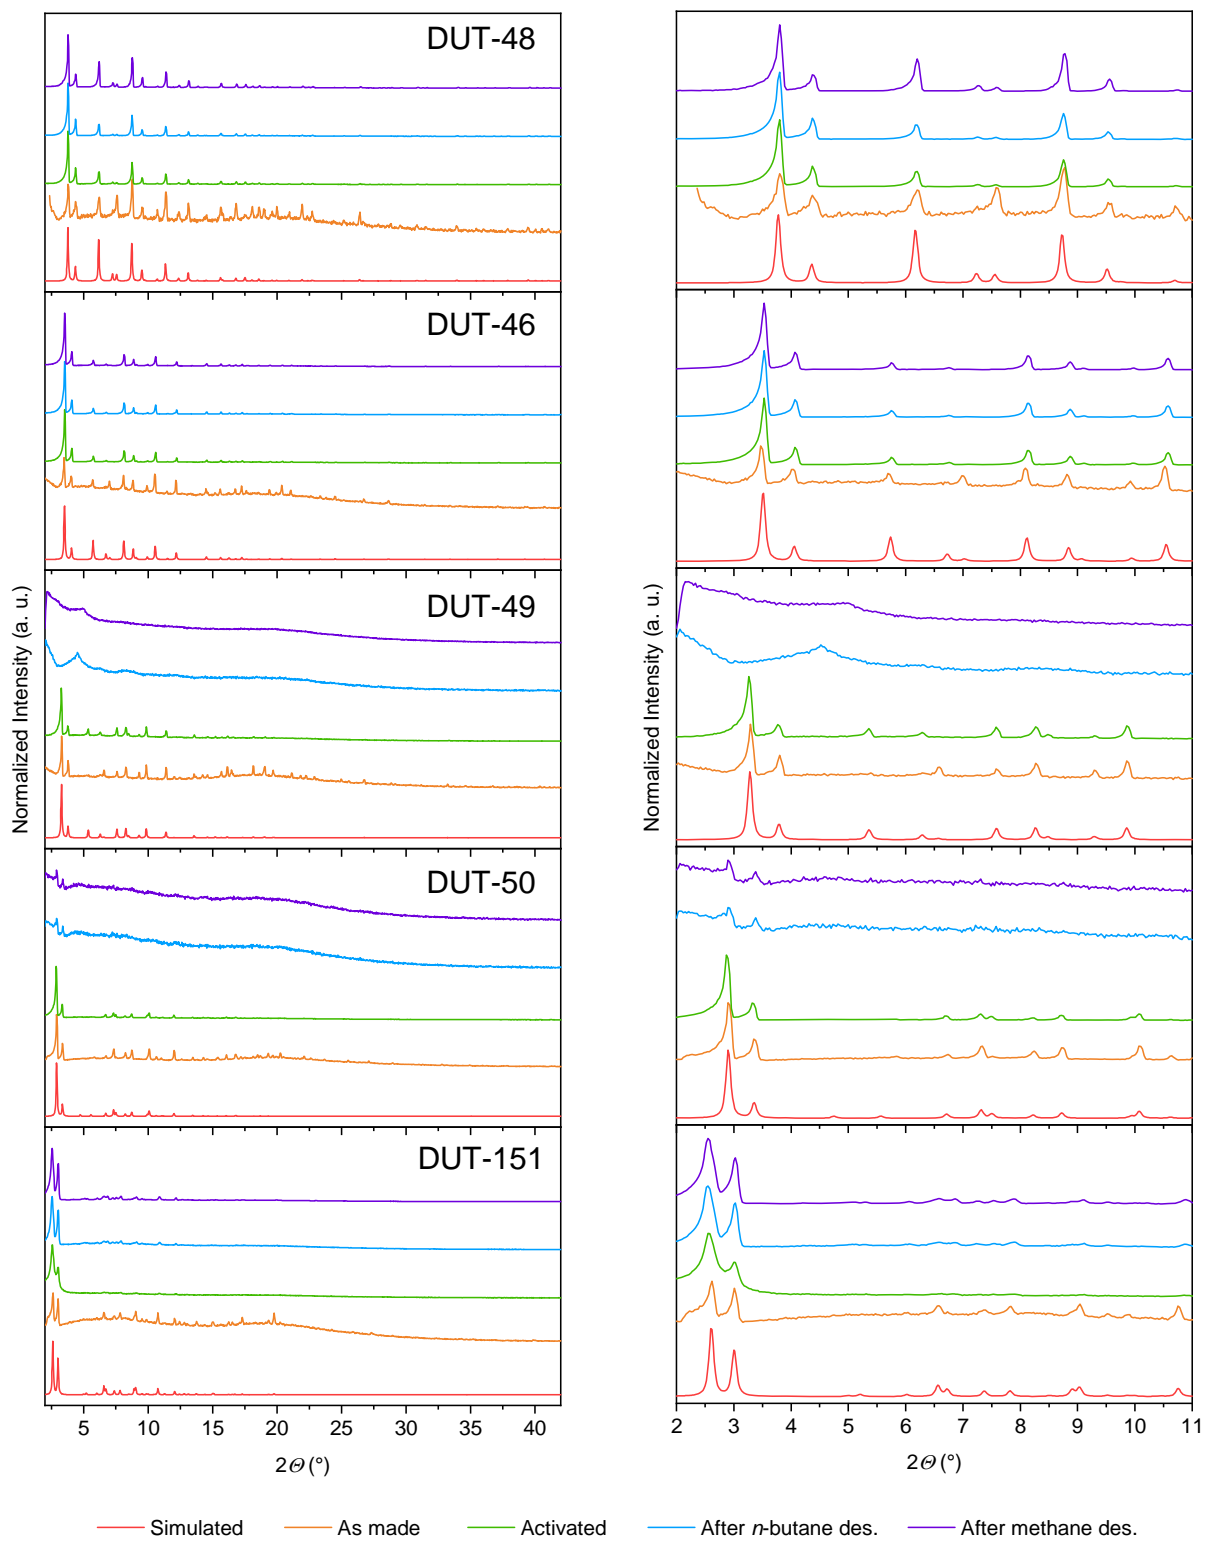 DUT-48
DUT-46
DUT-49
DUT-50
DUT-151
Normalized Intensity (a. u.)
Normalized Intensity (a. u.)
5 10 15 20 25 30 35 40
2 3 4 5 6 7 8 9 10 11
2Θ (°)
2Θ (°)
Simulated As made Activated After n-butane des. After methane des.